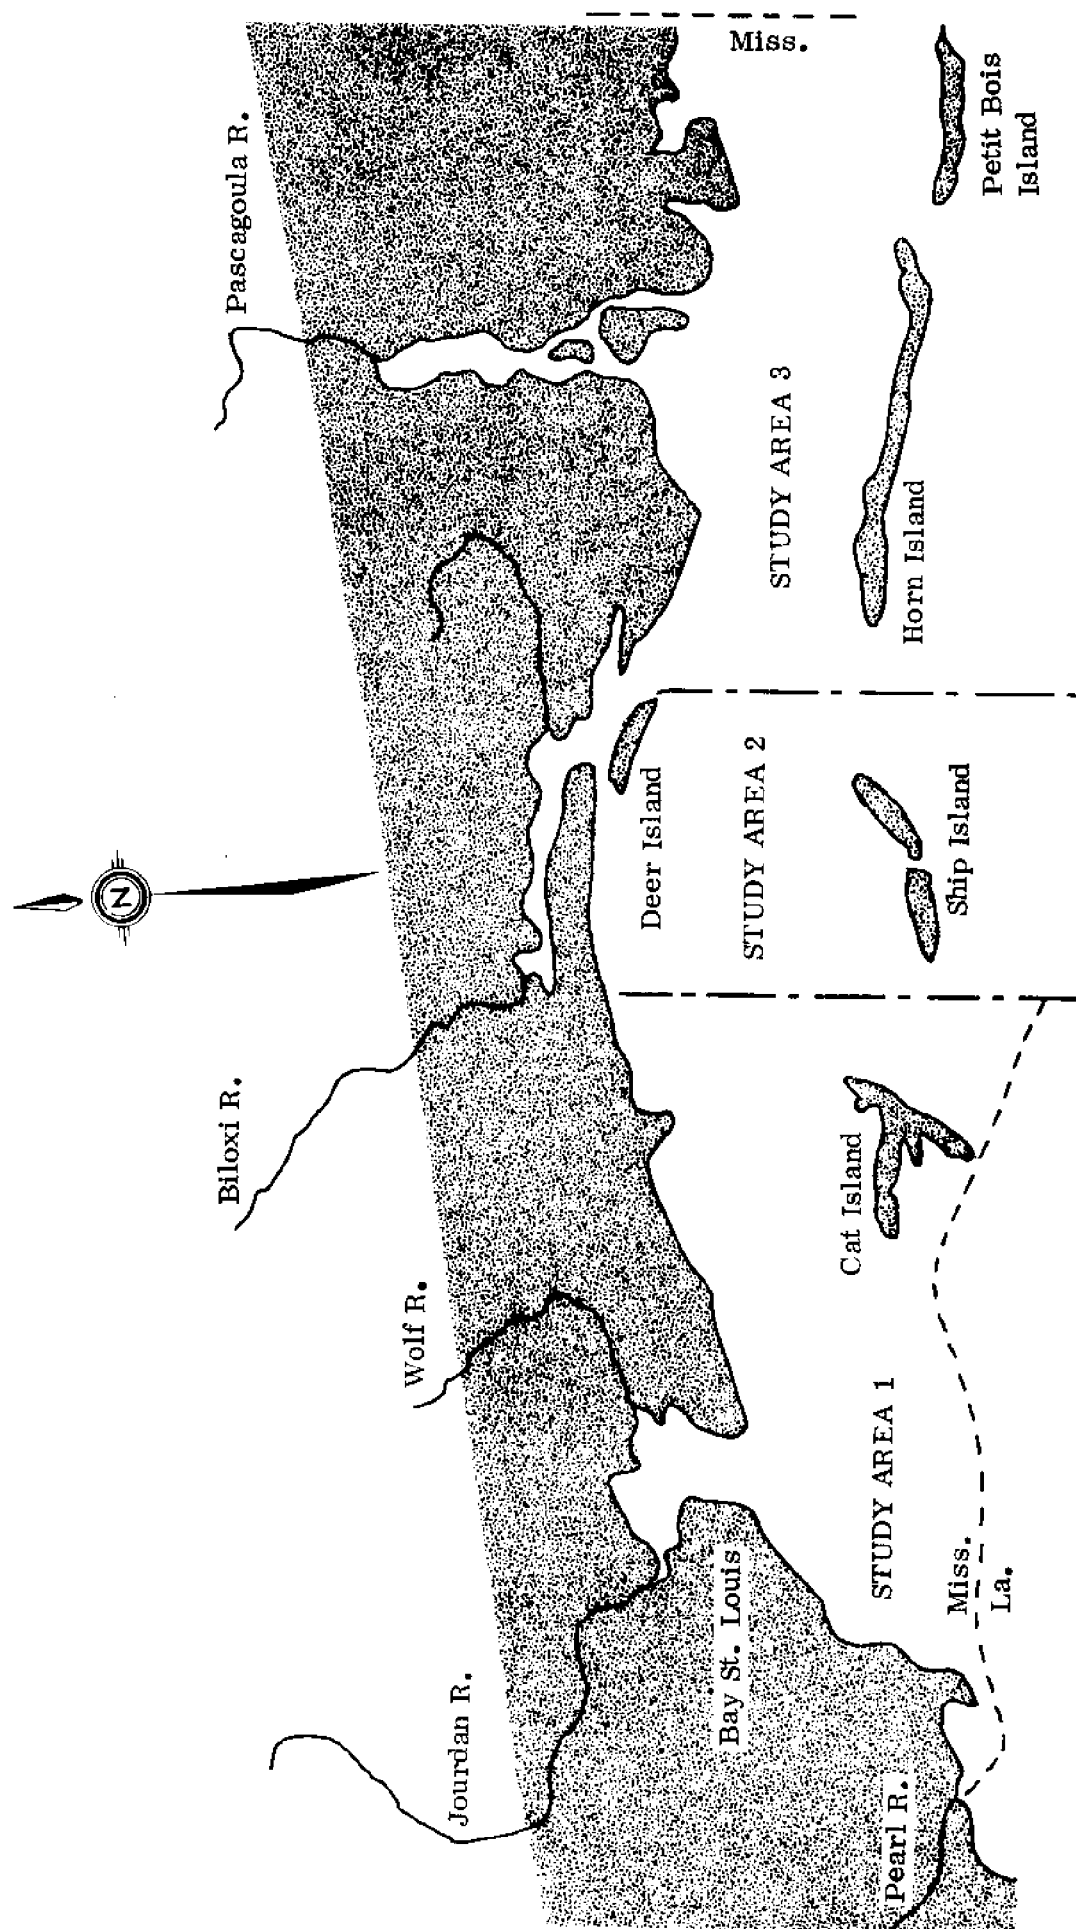 Jourdan R.
Wolf R.
Biloxi R.
Pascagoula R.
N
Bay St. Louis
Pearl R.
STUDY AREA 1
Miss.
La.
Cat Island
Deer Island
STUDY AREA 2
Ship Island
STUDY AREA 3
Horn Island
Miss.
Petit Bois
Island